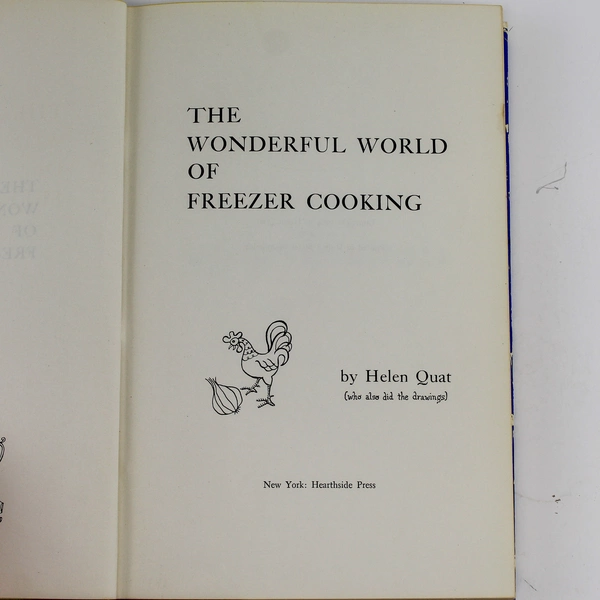 THE
WONDERFUL WORLD
OF
FREEZER COOKING
by Helen Quat
(who also did the drawings)
New York: Hearthside Press